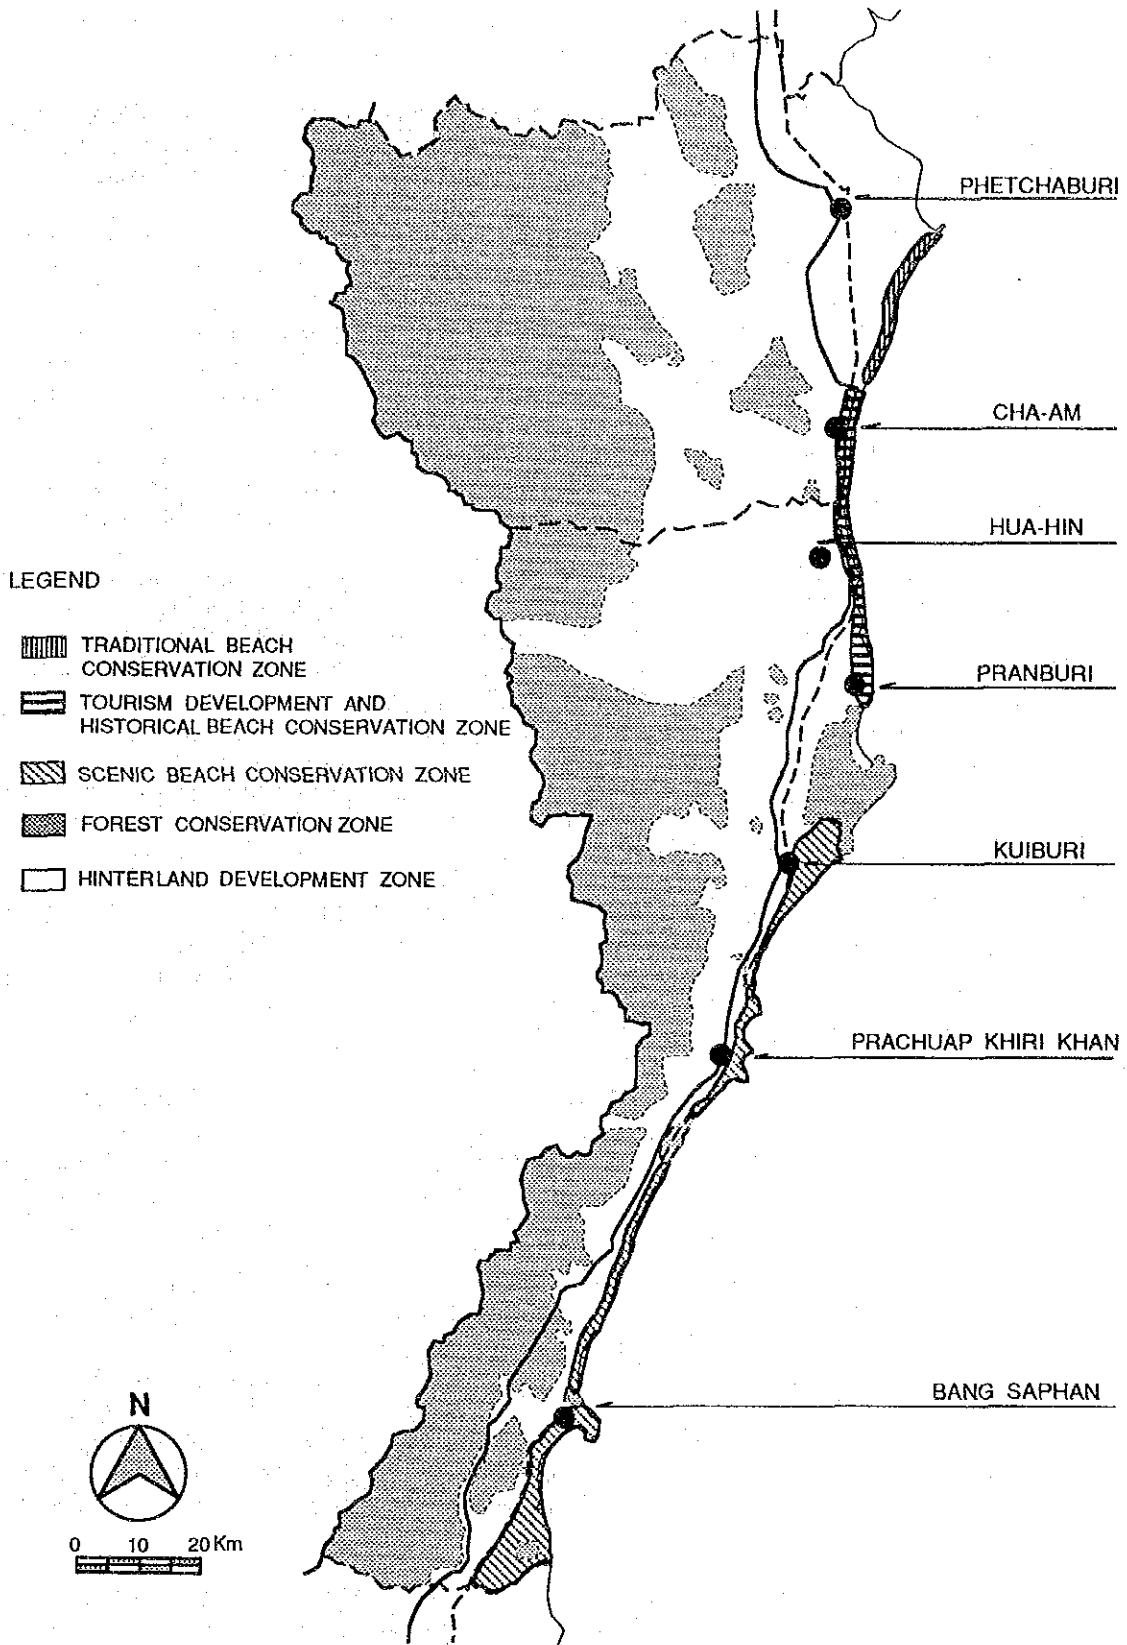 PHETCHABURI
CHA-AM
HUA-HIN
LEGEND
TRADITIONAL BEACH
CONSERVATION ZONE
PRANBURI
TOURISM DEVELOPMENT AND
HISTORICAL BEACH CONSERVATION ZONE
SCENIC BEACH CONSERVATION ZONE
FOREST CONSERVATION ZONE
KUIBURI
HINTERLAND DEVELOPMENT ZONE
PRACHUAP KHIRI KHAN
BANG SAPHAN
N
0 10 20 Km